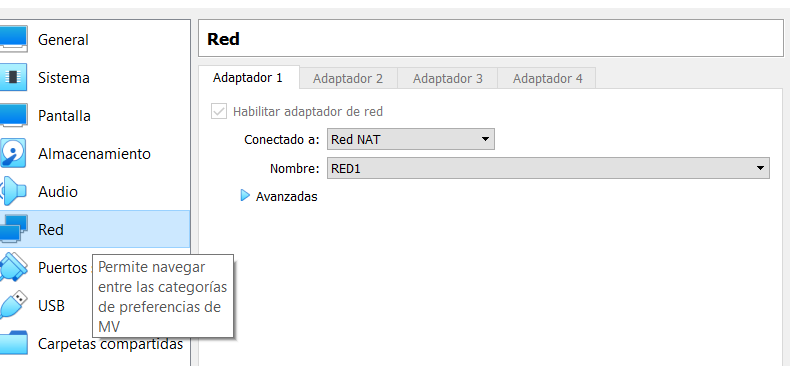 General
Sistema
Pantalla
Almacenamiento
Audio
Red
Puertos
USB
Carpetas compartidas
Permite navegar
entre las categorías
de preferencias de
MV
Red
Adaptador 1 Adaptador 2 Adaptador 3 Adaptador 4
Habilitar adaptador de red
Conectado a: Red NAT
Nombre: RED1
Avanzadas